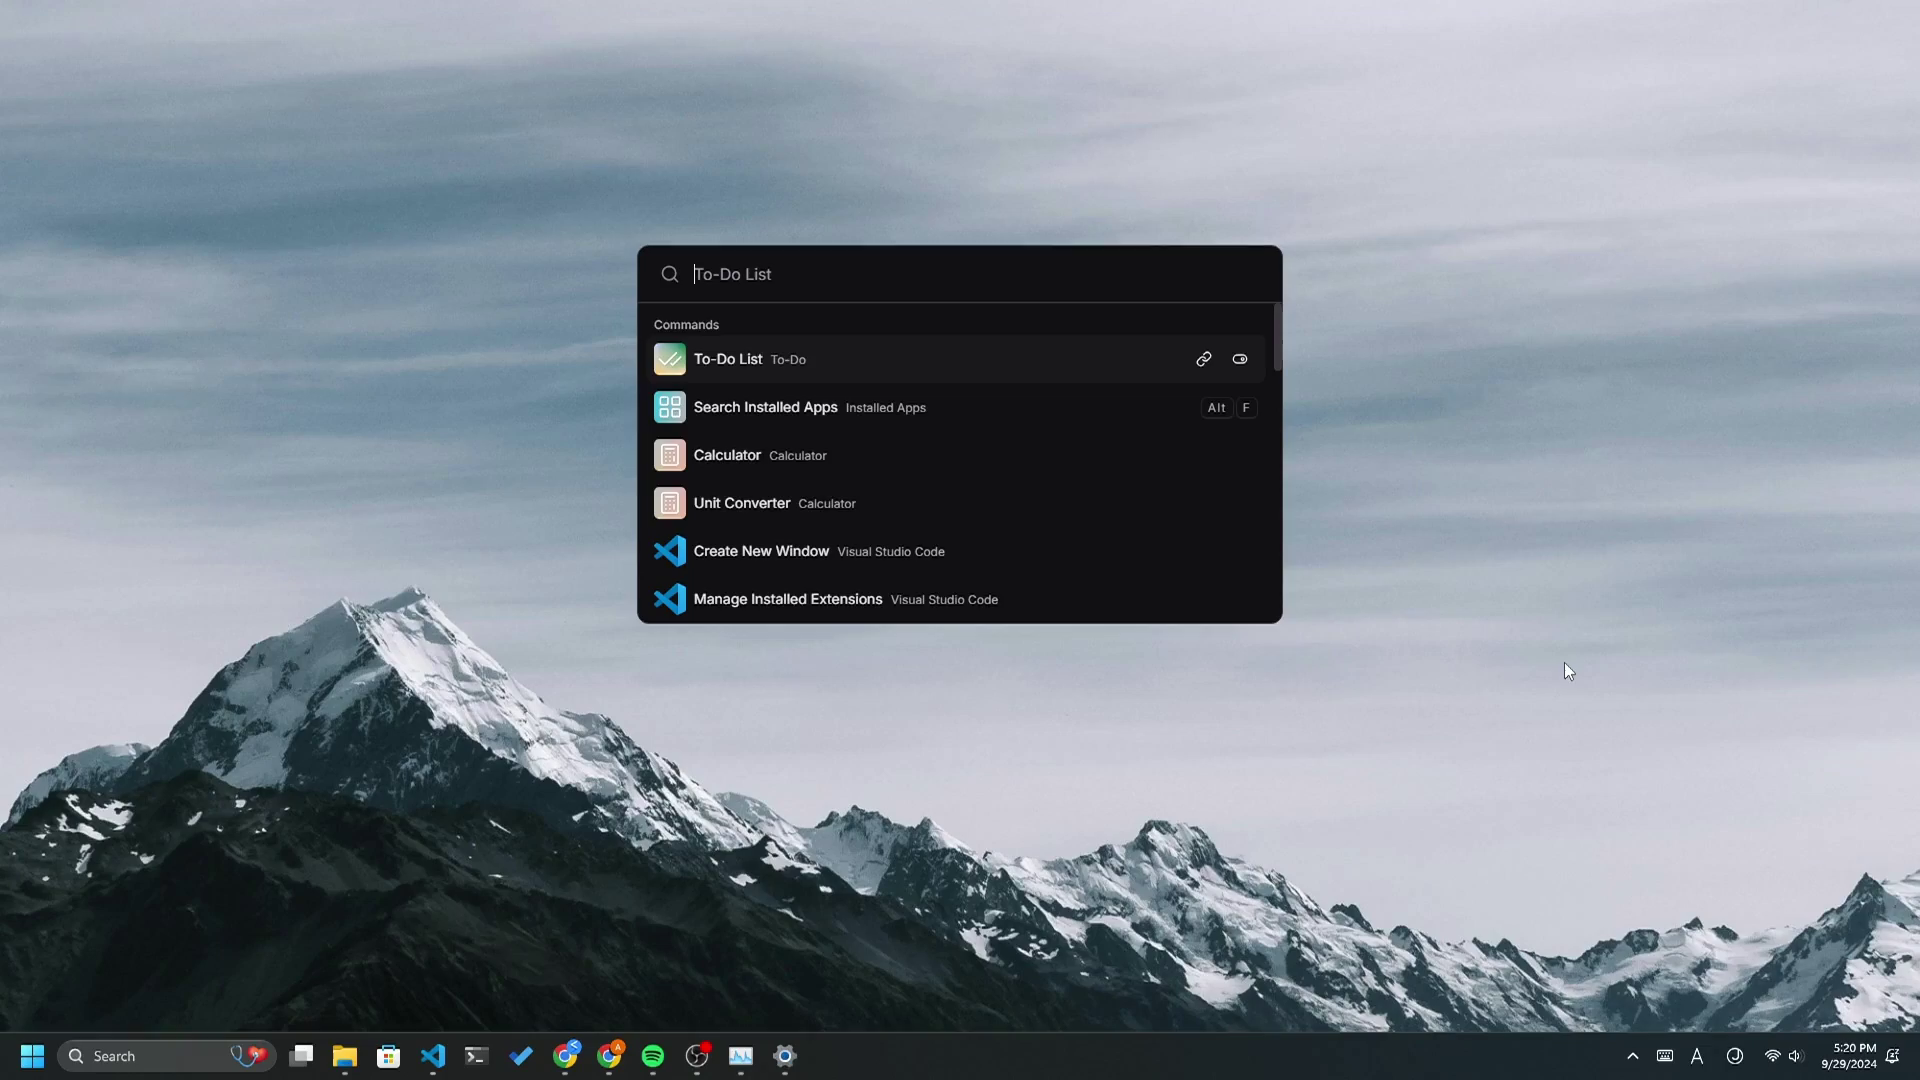 To-Do List
Commands
To-Do List To-Do
Search Installed Apps Installed Apps Alt F
Calculator Calculator
Unit Converter Calculator
Create New Window Visual Studio Code
Manage Installed Extensions Visual Studio Code
Search
A
A
5:20 PM
9/29/2024